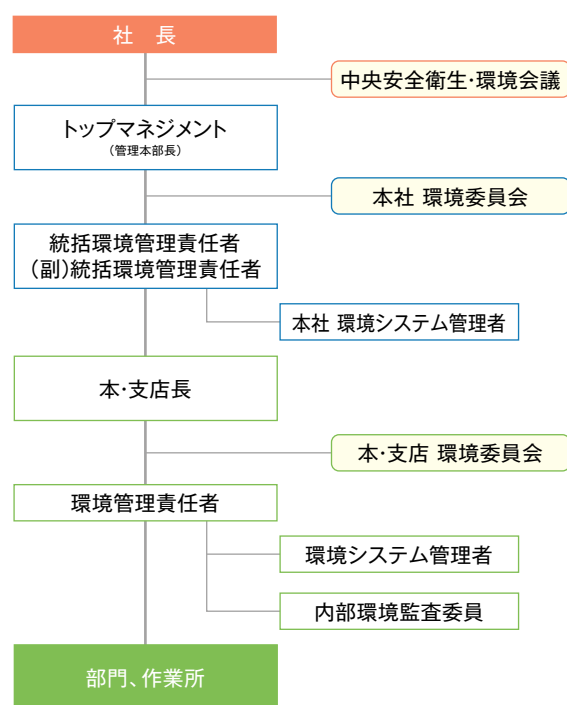 社　長
中央安全衛生・環境会議
トップマネジメント
（管理本部長）
本社 環境委員会
統括環境管理責任者
（副）統括環境管理責任者
本社 環境システム管理者
本・支店長
本・支店 環境委員会
環境管理責任者
環境システム管理者
内部環境監査委員
部門、作業所